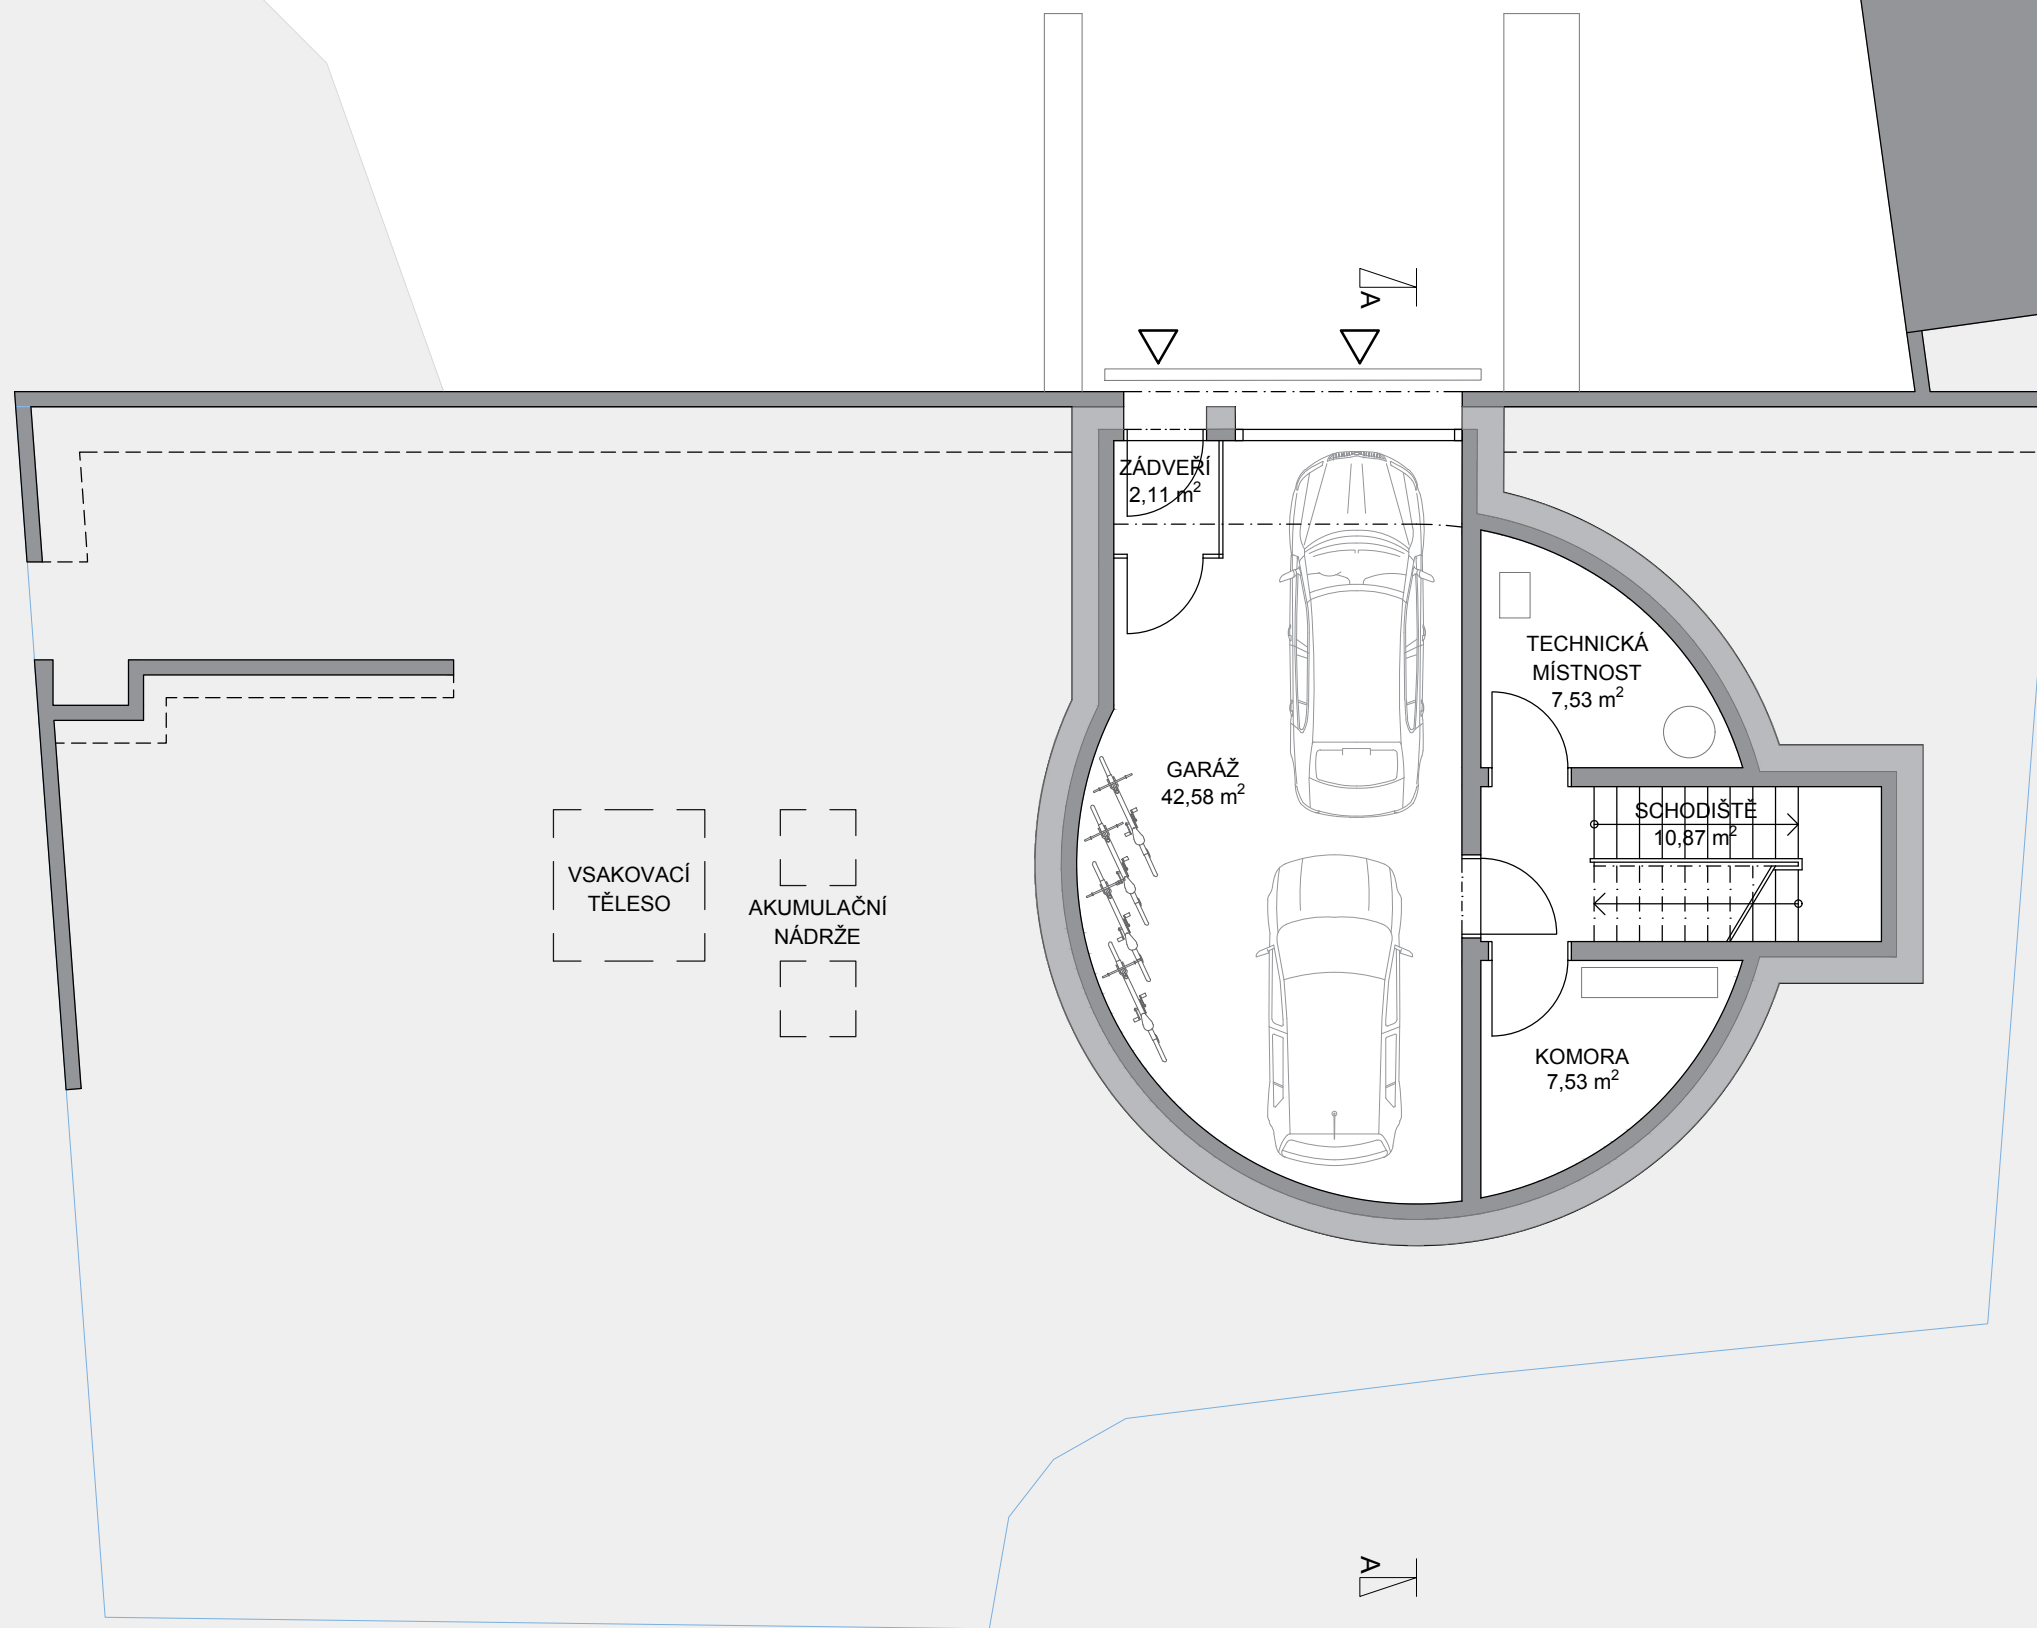 A
ZÁDVEŘÍ
2,11 m²
TECHNICKÁ
MÍSTNOST
7,53 m²
GARÁŽ
42,58 m²
SCHODIŠTĚ
10,87 m²
VSAKOVACÍ
TĚLESO
AKUMULAČNÍ
NÁDRŽE
KOMORA
7,53 m²
A